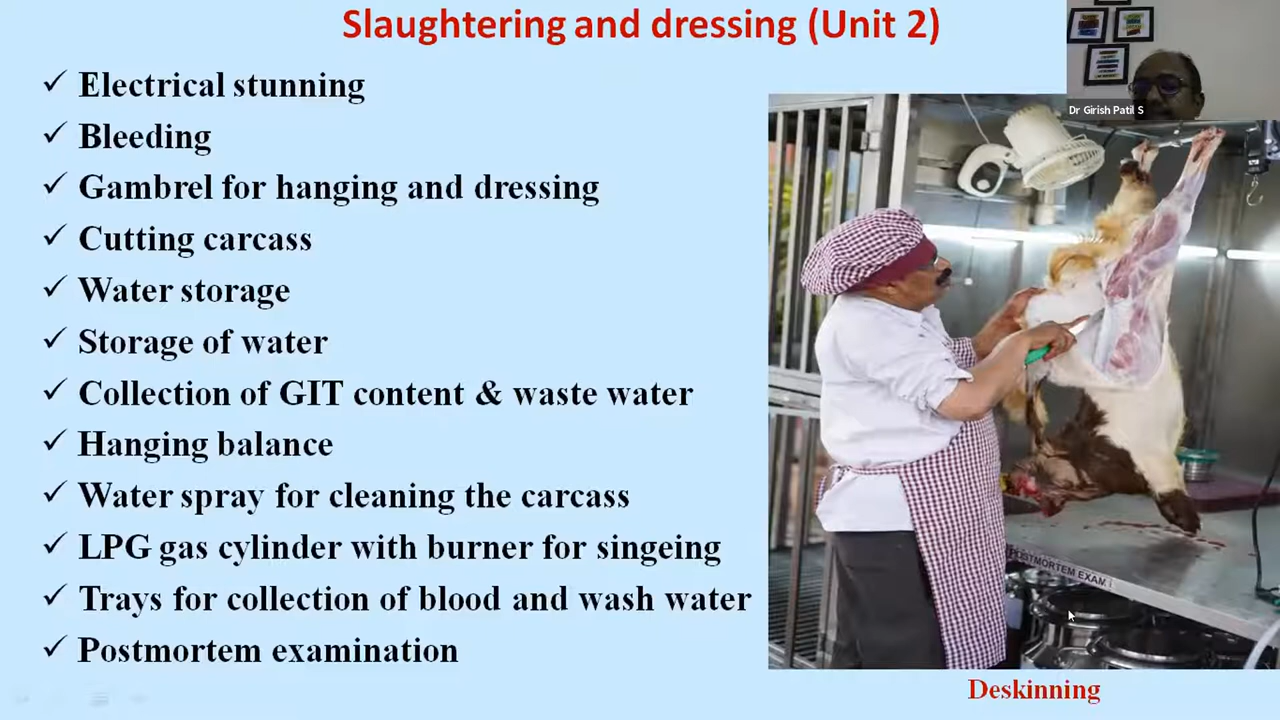 Slaughtering and dressing (Unit 2)
✓ Electrical stunning
✓ Bleeding
✓ Gambrel for hanging and dressing
✓ Cutting carcass
✓ Water storage
✓ Storage of water
✓ Collection of GIT content & waste water
✓ Hanging balance
✓ Water spray for cleaning the carcass
✓ LPG gas cylinder with burner for singeing
✓ Trays for collection of blood and wash water
✓ Postmortem examination
Dr Girish Patil S
POSTMORTEM EXAM
Deskinning